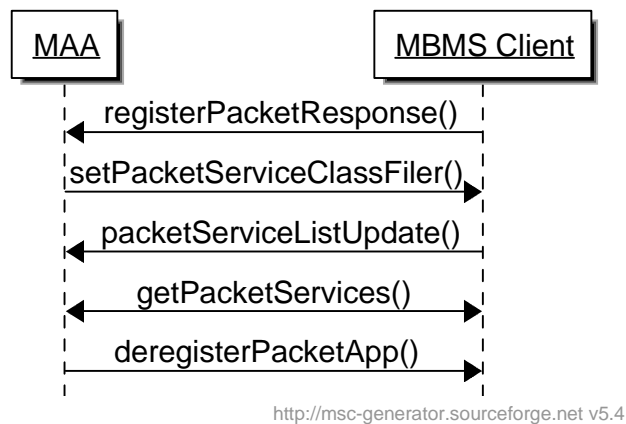 MAA
MBMS Client
registerPacketResponse()
setPacketServiceClassFiler()
packetServiceListUpdate()
getPacketServices()
deregisterPacketApp()
http://msc-generator.sourceforge.net v5.4